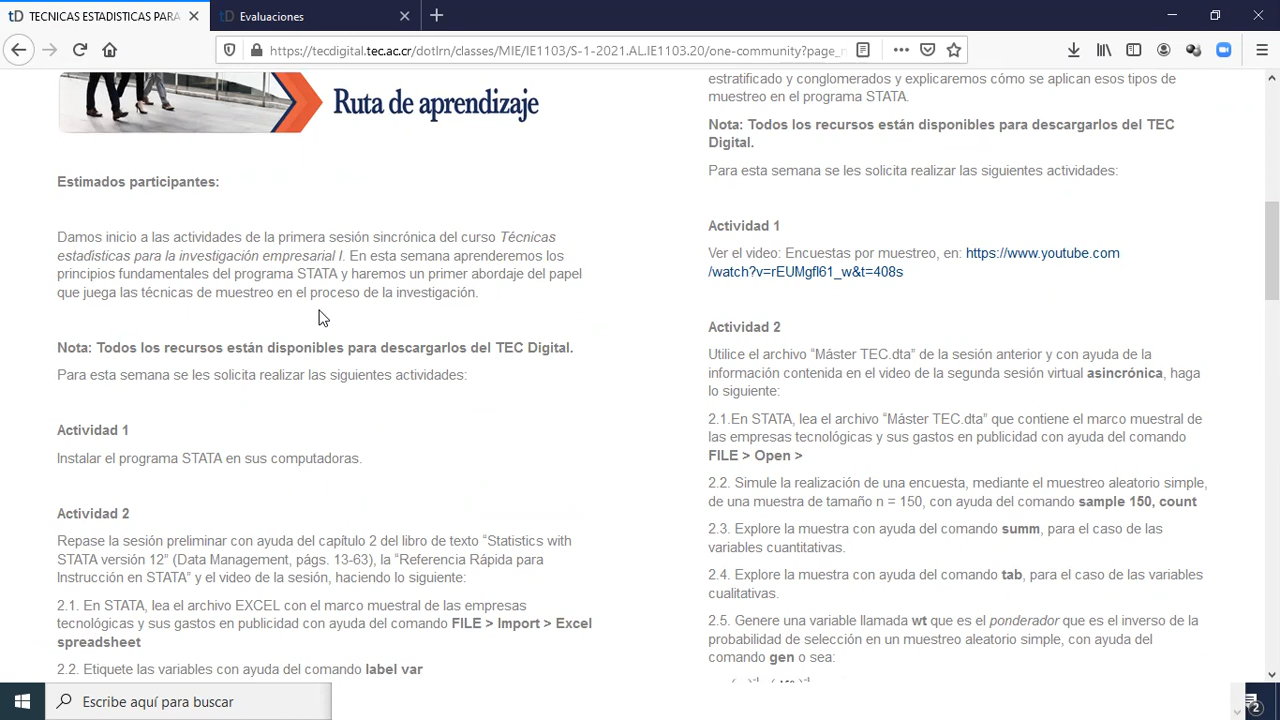 TECNICAS ESTADISTICAS PARA
tD Evaluaciones
https://tecdigital.tec.ac.cr/dotlrn/classes/MIE/IE1103/S-1-2021.AL.IE1103.20/one-community?page_n
Ruta de aprendizaje
Estimados participantes:
Damos inicio a las actividades de la primera sesión sincrónica del curso Técnicas
estadísticas para la investigación empresarial I. En esta semana aprenderemos los
principios fundamentales del programa STATA y haremos un primer abordaje del papel
que juega las técnicas de muestreo en el proceso de la investigación.
Nota: Todos los recursos están disponibles para descargarlos del TEC Digital.
Para esta semana se les solicita realizar las siguientes actividades:
Actividad 1
Instalar el programa STATA en sus computadoras.
Actividad 2
Repase la sesión preliminar con ayuda del capítulo 2 del libro de texto “Statistics with
STATA versión 12” (Data Management, págs. 13-63), la “Referencia Rápida para
Instrucción en STATA” y el video de la sesión, haciendo lo siguiente:
2.1. En STATA, lea el archivo EXCEL con el marco muestral de las empresas
tecnológicas y sus gastos en publicidad con ayuda del comando FILE > Import > Excel
spreadsheet
2.2. Etiquete las variables con ayuda del comando label var
estratificado y conglomerados y explicaremos cómo se aplican esos tipos de
muestreo en el programa STATA.
Nota: Todos los recursos están disponibles para descargarlos del TEC
Digital.
Para esta semana se les solicita realizar las siguientes actividades:
Actividad 1
Ver el video: Encuestas por muestreo, en: https://www.youtube.com
/watch?v=rEUMgfI61_w&t=408s
Actividad 2
Utilice el archivo “Máster TEC.dta” de la sesión anterior y con ayuda de la
información contenida en el video de la segunda sesión virtual asincrónica, haga
lo siguiente:
2.1.En STATA, lea el archivo “Máster TEC.dta” que contiene el marco muestral de
las empresas tecnológicas y sus gastos en publicidad con ayuda del comando
FILE > Open >
2.2. Simule la realización de una encuesta, mediante el muestreo aleatorio simple,
de una muestra de tamaño n = 150, con ayuda del comando sample 150, count
2.3. Explore la muestra con ayuda del comando summ, para el caso de las
variables cuantitativas.
2.4. Explore la muestra con ayuda del comando tab, para el caso de las variables
cualitativas.
2.5. Genere una variable llamada wt que es el ponderador que es el inverso de la
probabilidad de selección en un muestreo aleatorio simple, con ayuda del
comando gen o sea:
Escribe aquí para buscar
2